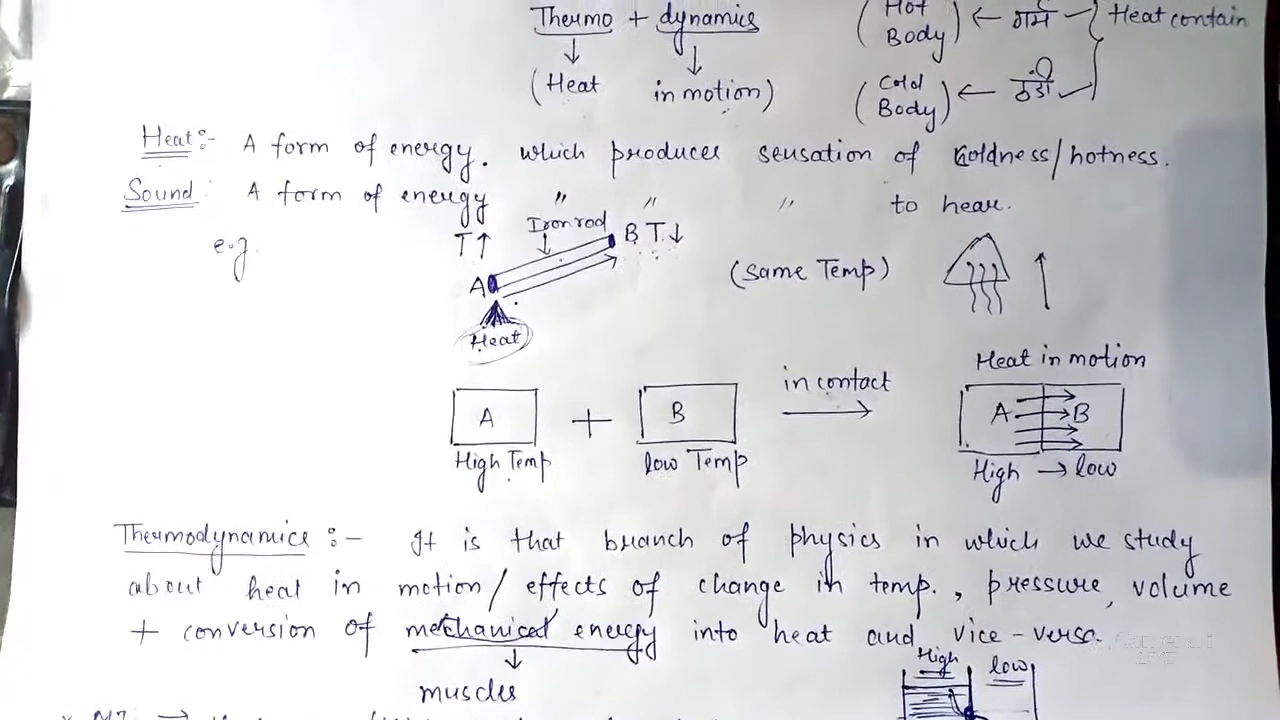 Thermo + dynamics
(Hot Body) ← गर्म
Heat contain
(Heat in motion)
(Cold Body) ← ठंडी
Heat:- A form of energy. which produces sensation of coldness/hotness.
Sound: A form of energy " " " to hear.
e.g.
Iron rod
T↑ A B T↓
(Same Temp)
Heat
Heat in motion
A + B in contact → A B
High Temp low Temp High → low
Thermodynamics :- It is that branch of physics in which we study
about heat in motion/ effects of change in temp., pressure, volume
+ conversion of mechanical energy into heat and vice-versa.
↓ High low
muscles